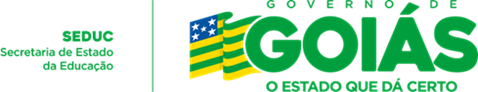 SEDUC
Secretaria de Estado
da Educação
GOVERNO DE
GOIÁS
O ESTADO QUE DÁ CERTO